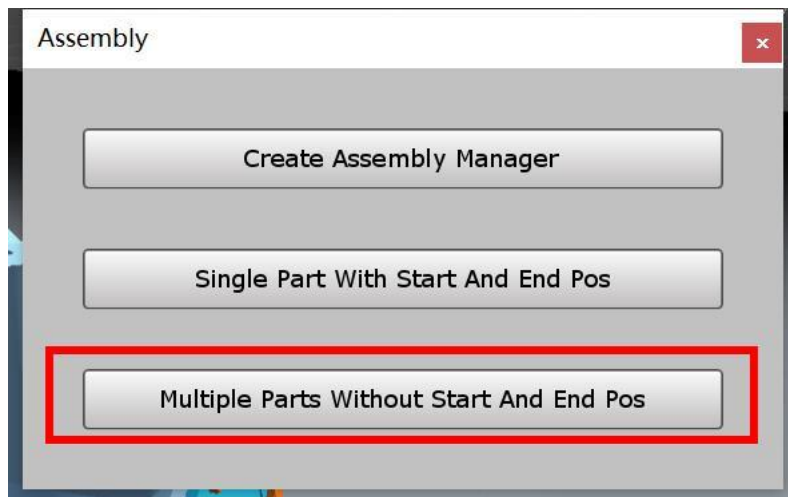 Assembly
x
Create Assembly Manager
Single Part With Start And End Pos
Multiple Parts Without Start And End Pos